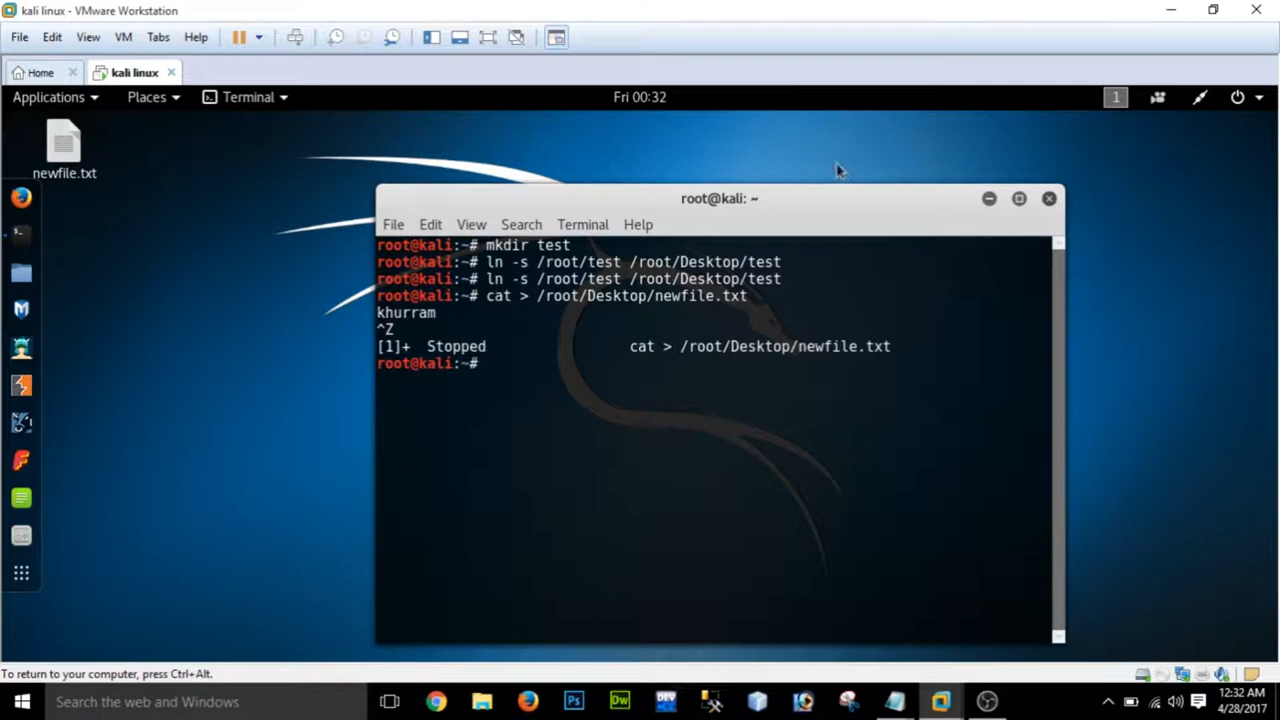 kali linux - VMware Workstation
File Edit View VM Tabs Help
Home kali linux
Applications Places Terminal Fri 00:32 1
newfile.txt
root@kali: ~
File Edit View Search Terminal Help
root@kali:~# mkdir test
root@kali:~# ln -s /root/test /root/Desktop/test
root@kali:~# ln -s /root/test /root/Desktop/test
root@kali:~# cat > /root/Desktop/newfile.txt
khurram
^Z
[1]+  Stopped                 cat > /root/Desktop/newfile.txt
root@kali:~#
To return to your computer, press Ctrl+Alt.
Search the web and Windows
Ps Dw DEV
12:32 AM
4/28/2017